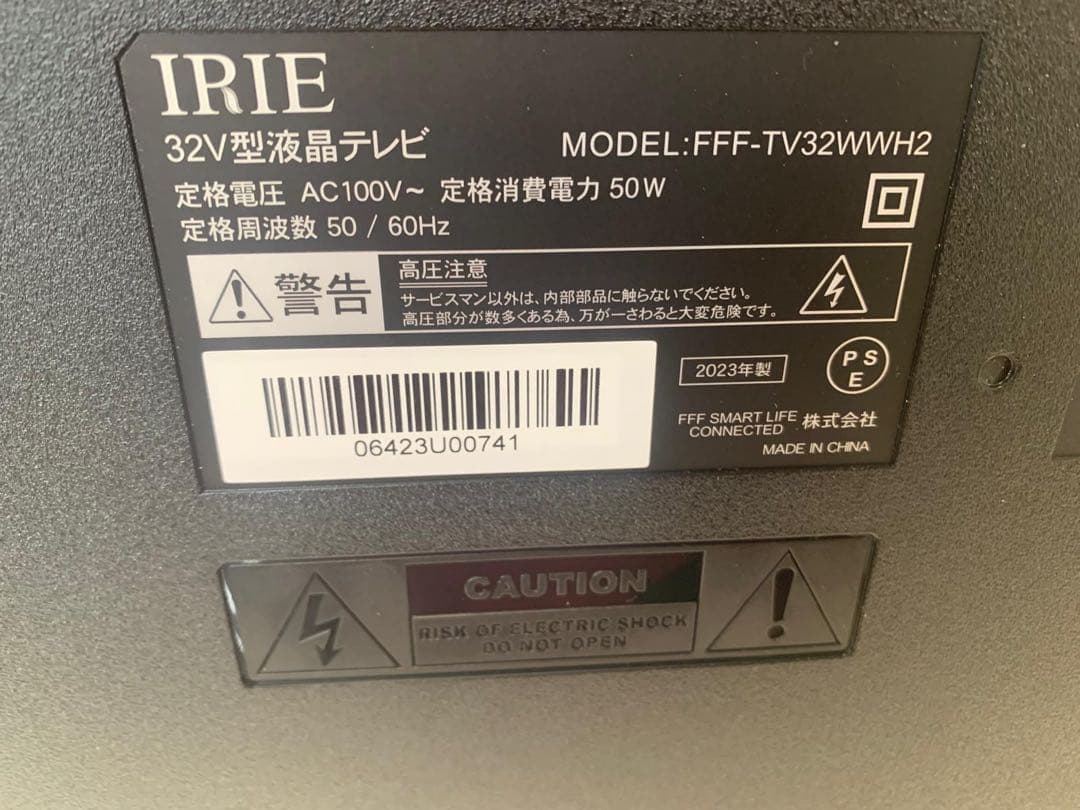 IRIE
32V型液晶テレビ MODEL:FFF-TV32WWH2
定格電圧 AC100V～ 定格消費電力 50W
定格周波数 50 / 60Hz
警告
高圧注意
サービスマン以外は、内部部品に触らないでください。
高圧部分が数多くある為、万が一さわると大変危険です。
06423U00741
2023年製
PS
E
FFF SMART LIFE
CONNECTED 株式会社
MADE IN CHINA
CAUTION
RISK OF ELECTRIC SHOCK
DO NOT OPEN